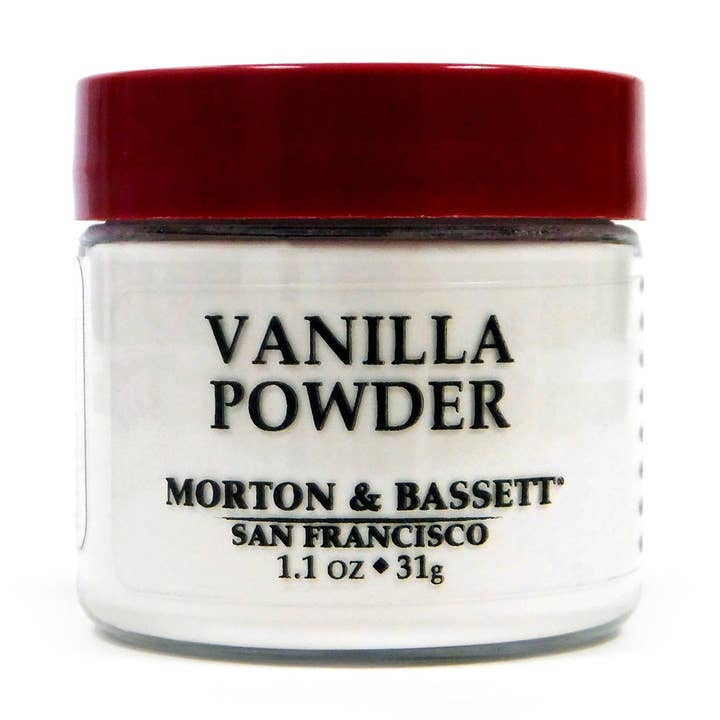 VANILLA
POWDER
MORTON & BASSETT®
SAN FRANCISCO
1.1 oz ◆ 31g